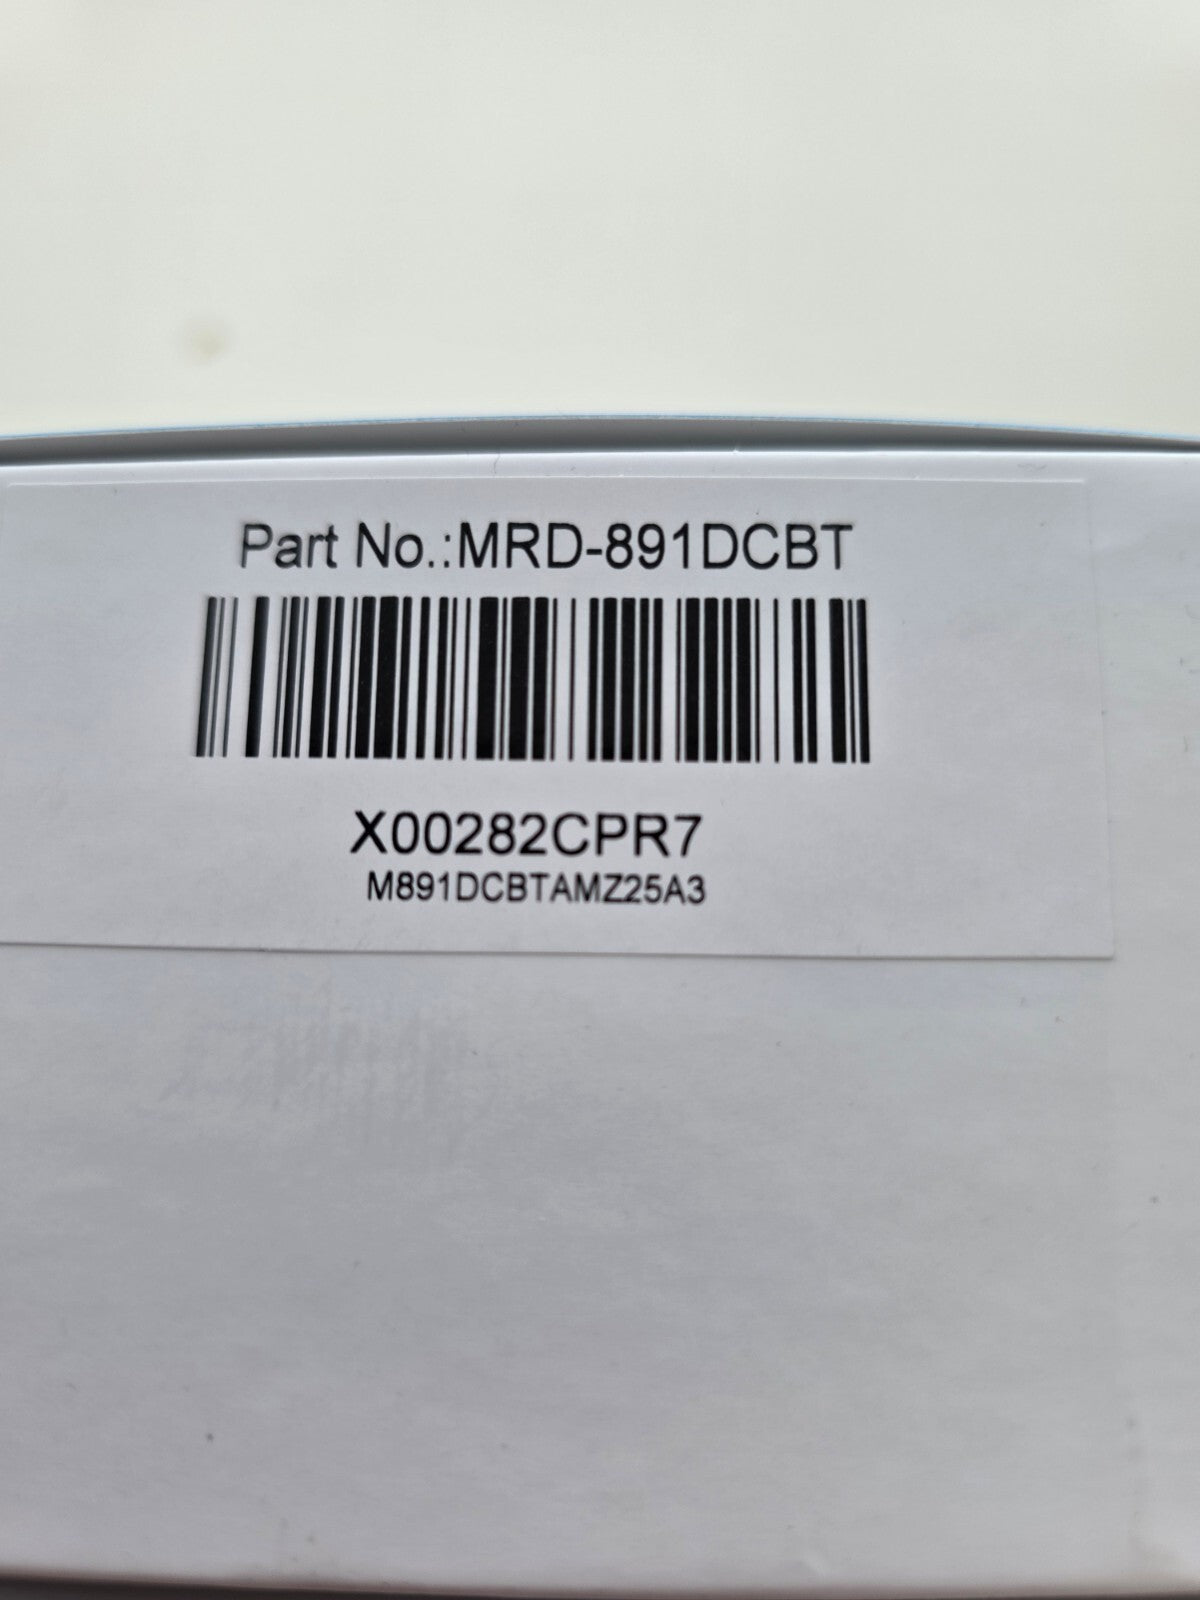 Part No.:MRD-891DCBT
X00282CPR7
M891DCBTAMZ25A3